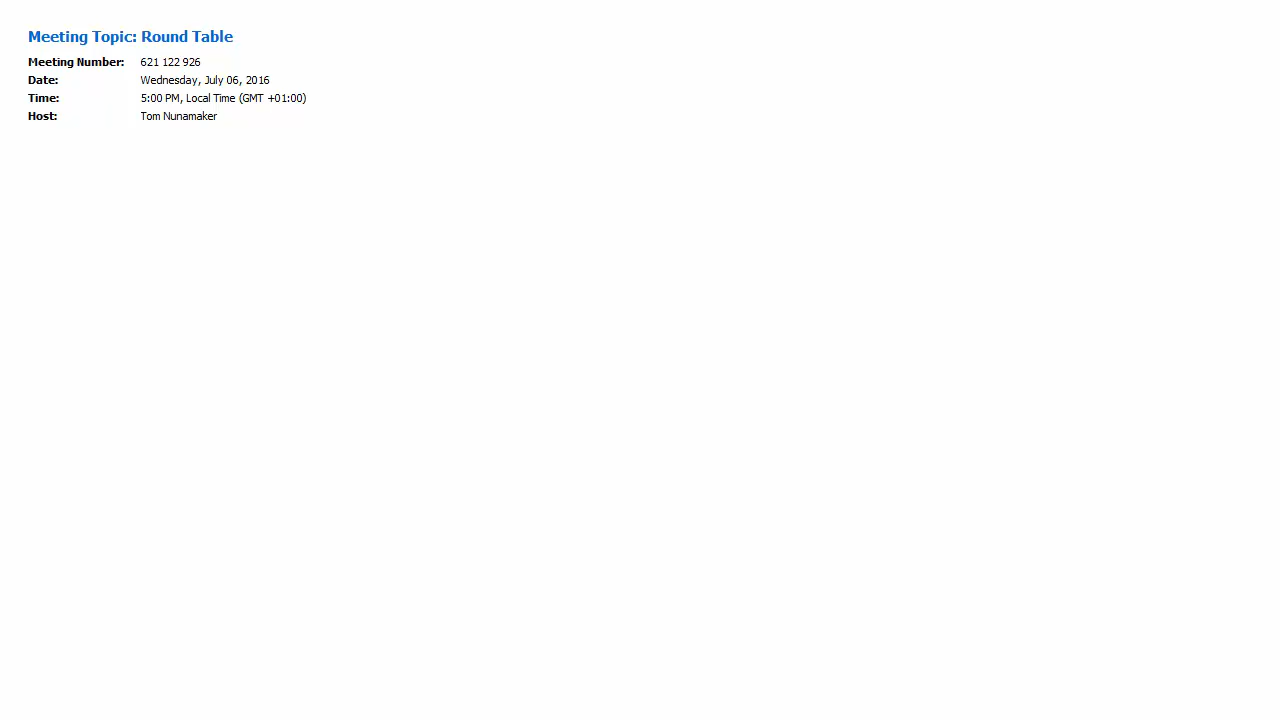 Meeting Topic: Round Table
Meeting Number: 621 122 926
Date: Wednesday, July 06, 2016
Time: 5:00 PM, Local Time (GMT +01:00)
Host: Tom Nunamaker